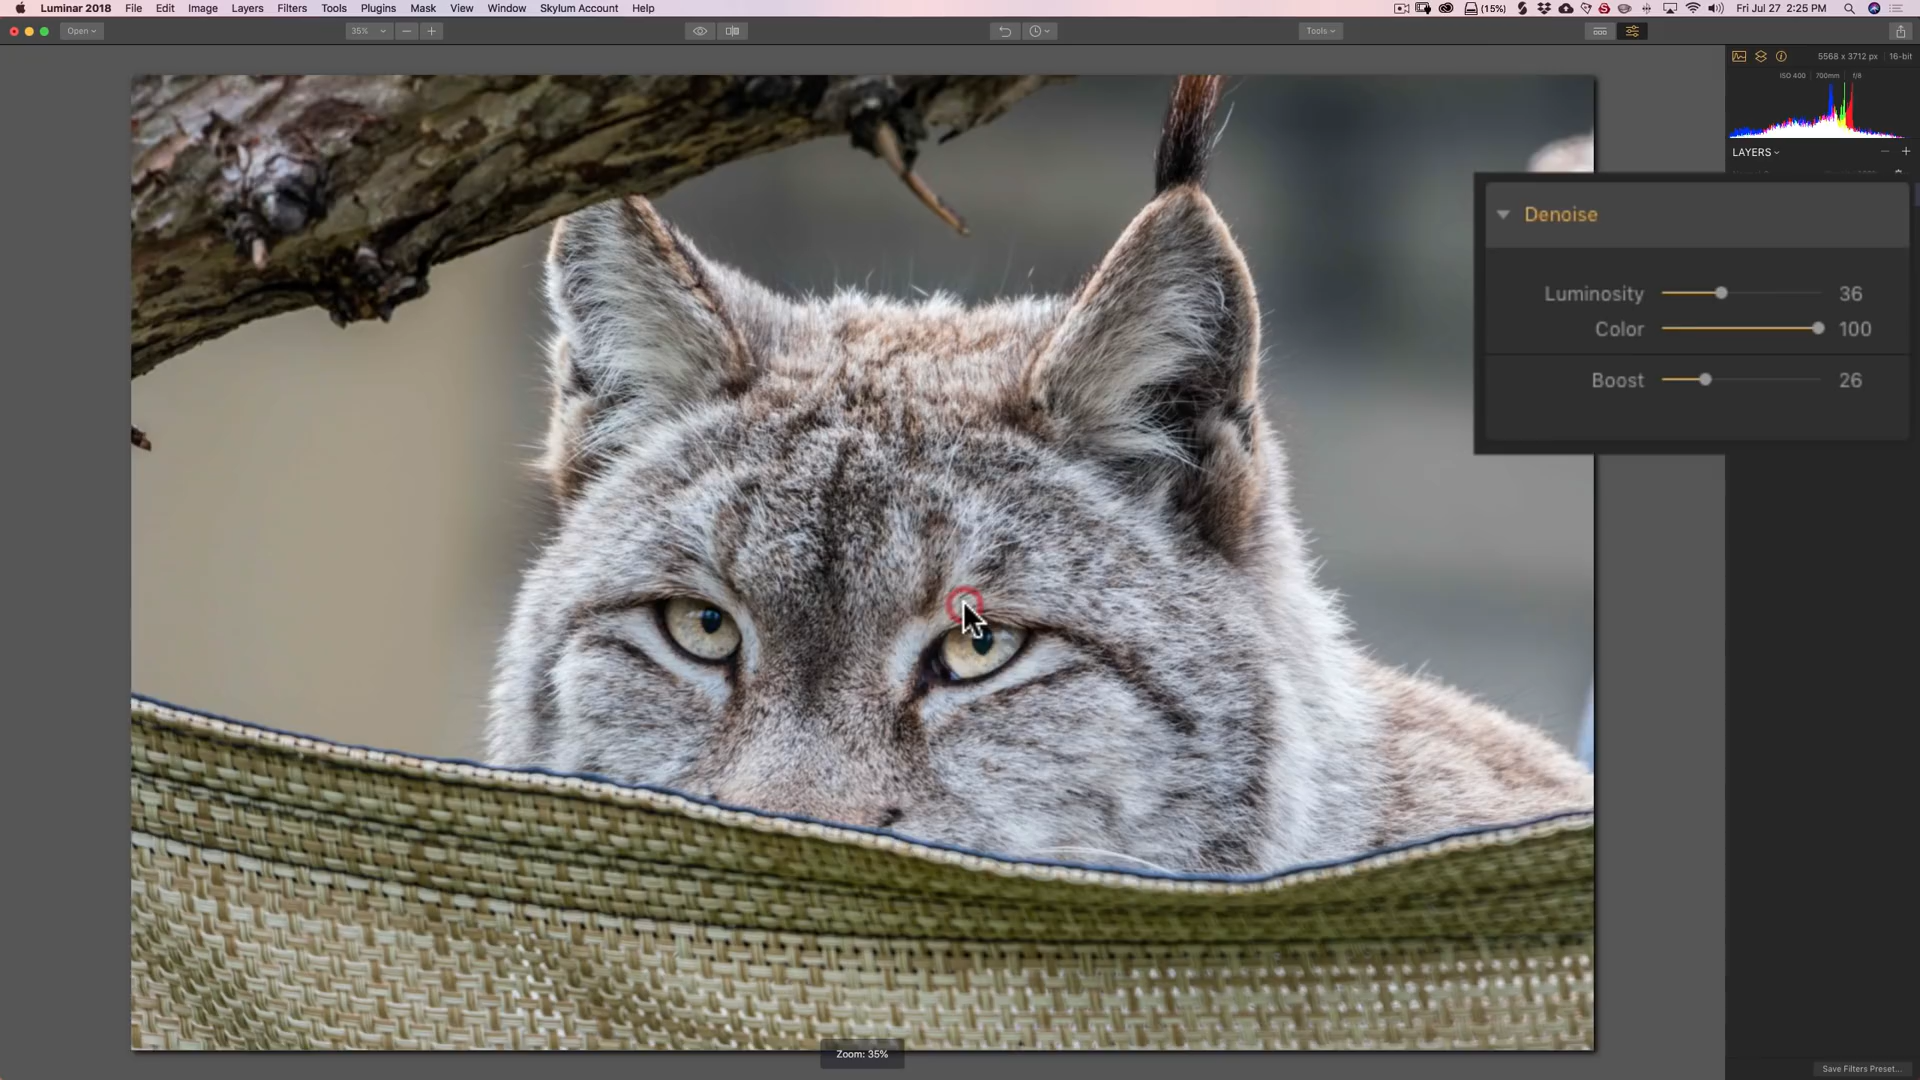 Luminar 2018 File Edit Image Layers Filters Tools Plugins Mask View Window Skylum Account Help (15%) Fri Jul 27 2:25 PM
Open 35% Tools
5568 x 3712 px 16-bit
ISO 400 700mm f/8
LAYERS
Denoise
Luminosity 36
Color 100
Boost 26
Zoom: 35%
Save Filters Preset...